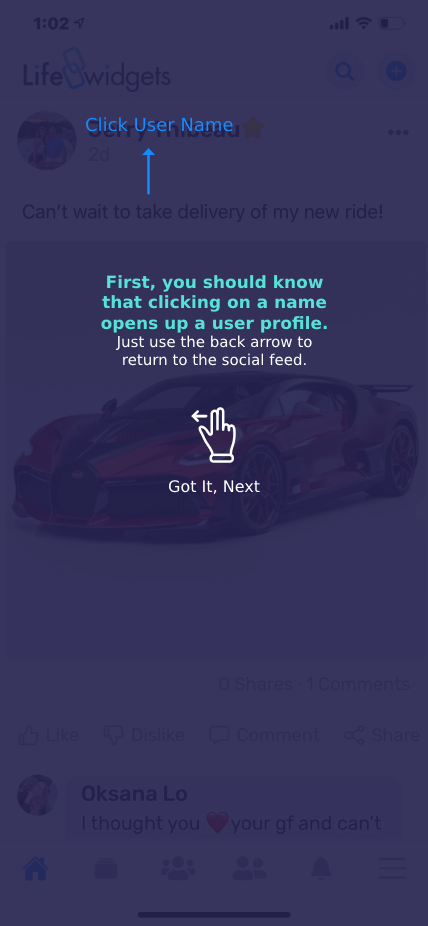 1:02
Lifewidgets
Click User Name
Gerry Thibeau
2d
Can't wait to take delivery of my new ride!
First, you should know
that clicking on a name
opens up a user profile.
Just use the back arrow to
return to the social feed.
Got It, Next
0 Shares · 1 Comments
Like Dislike Comment Share
Oksana Lo
I thought you ❤️your gf and can't